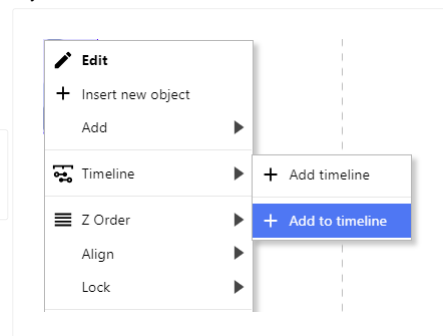 Edit
Insert new object
Add
Timeline
Add timeline
Z Order
Add to timeline
Align
Lock